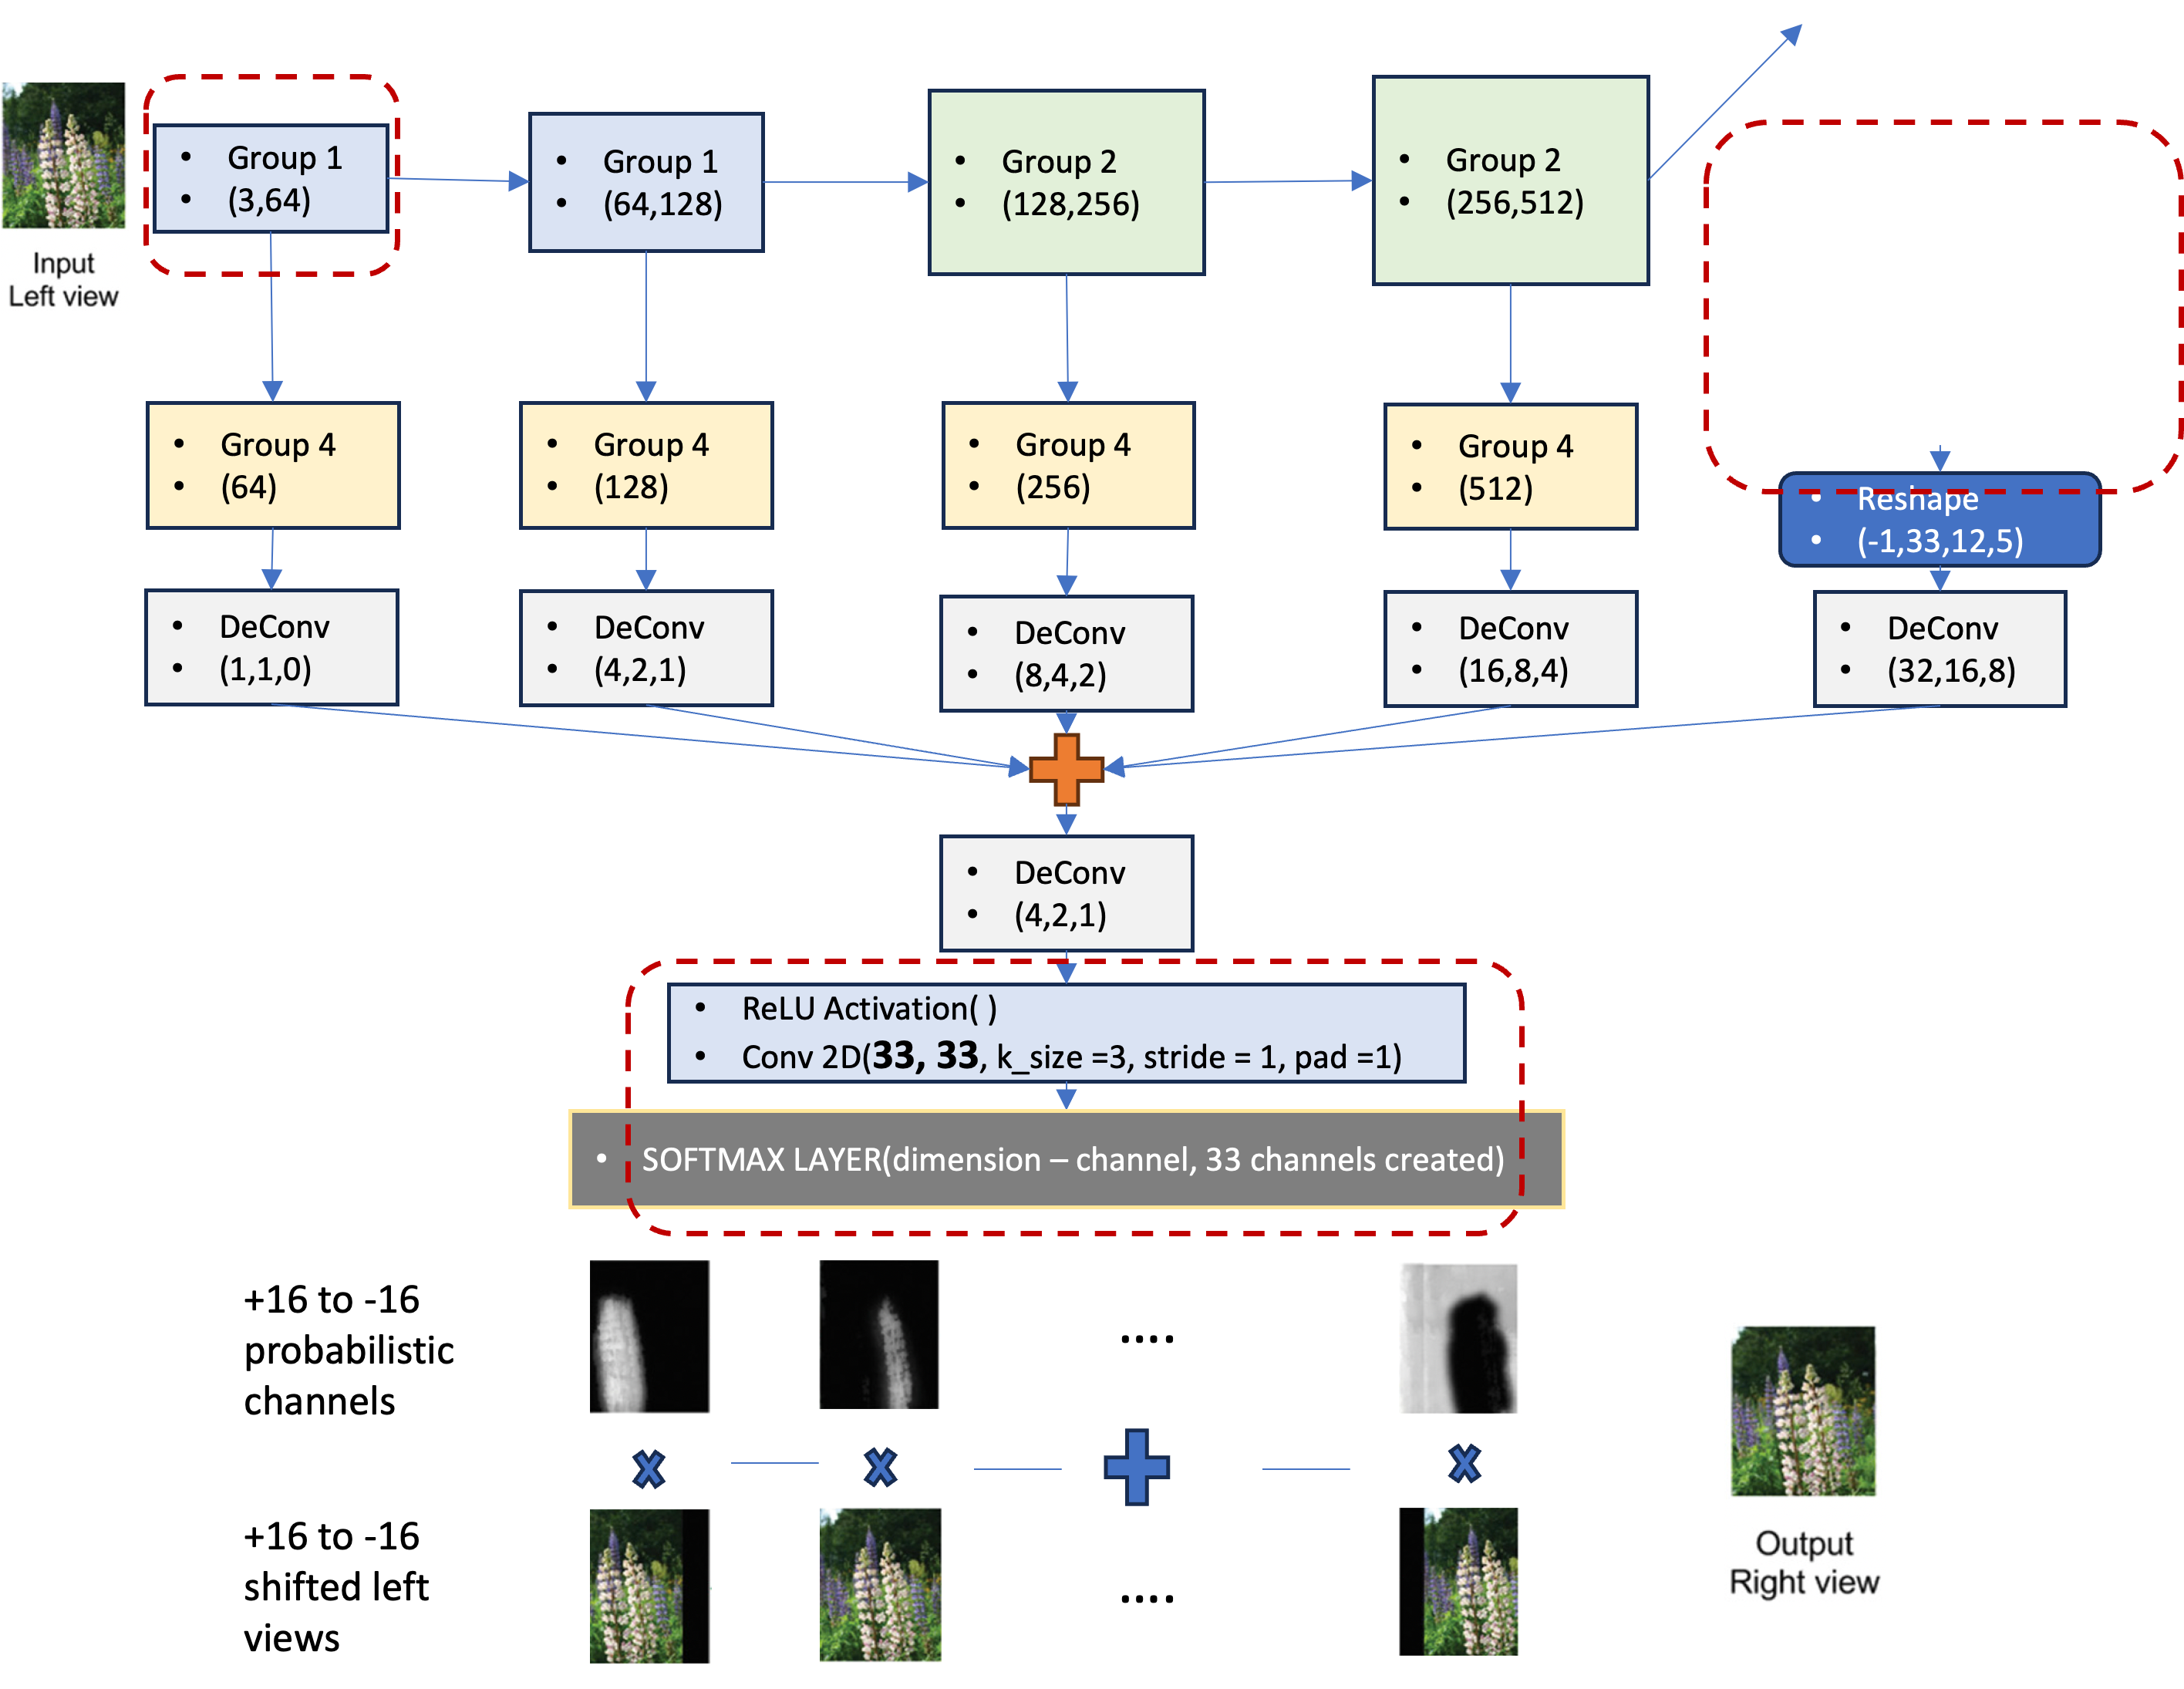 Input
Left view
• Group 1
• (3,64)
• Group 1
• (64,128)
• Group 2
• (128,256)
• Group 2
• (256,512)
• Group 4
• (64)
• Group 4
• (128)
• Group 4
• (256)
• Group 4
• (512)
• Reshape
• (-1,33,12,5)
• DeConv
• (1,1,0)
• DeConv
• (4,2,1)
• DeConv
• (8,4,2)
• DeConv
• (16,8,4)
• DeConv
• (32,16,8)
• DeConv
• (4,2,1)
• ReLU Activation( )
• Conv 2D(33, 33, k_size =3, stride = 1, pad =1)
• SOFTMAX LAYER(dimension – channel, 33 channels created)
+16 to -16
probabilistic
channels
....
+16 to -16
shifted left
views
....
Output
Right view